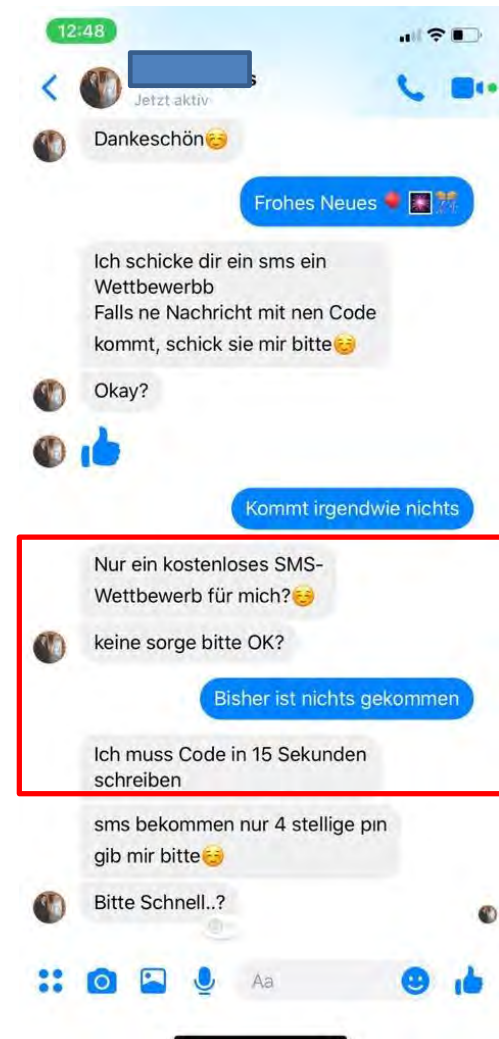 12:48
s
Jetzt aktiv
Dankeschön☺️
Frohes Neues 🎈 🎆 🎊
Ich schicke dir ein sms ein
Wettbewerbb
Falls ne Nachricht mit nen Code
kommt, schick sie mir bitte☺️
Okay?
Kommt irgendwie nichts
Nur ein kostenloses SMS-
Wettbewerb für mich?☺️
keine sorge bitte OK?
Bisher ist nichts gekommen
Ich muss Code in 15 Sekunden
schreiben
sms bekommen nur 4 stellige pın
gib mir bitte☺️
Bitte Schnell..?
Aa